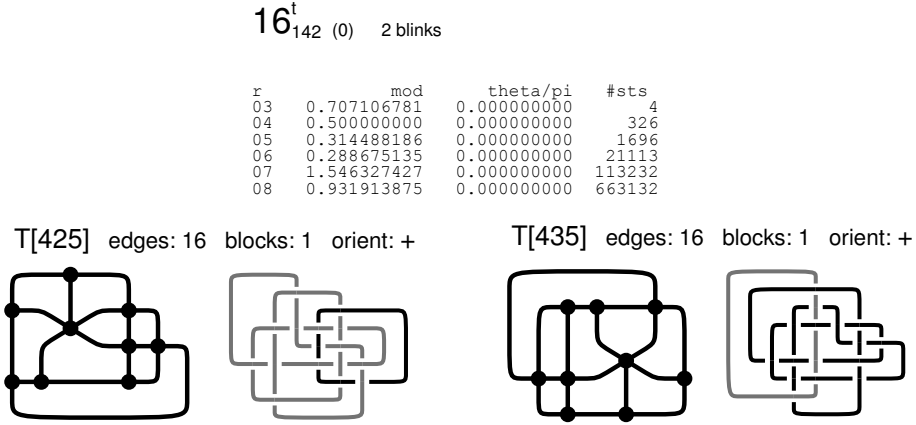 16^t_142 (0) 2 blinks
r mod theta/pi #sts
03 0.707106781 0.000000000 4
04 0.500000000 0.000000000 326
05 0.314488186 0.000000000 1696
06 0.288675135 0.000000000 21113
07 1.546327427 0.000000000 113232
08 0.931913875 0.000000000 663132
T[425] edges: 16 blocks: 1 orient: +
T[435] edges: 16 blocks: 1 orient: +